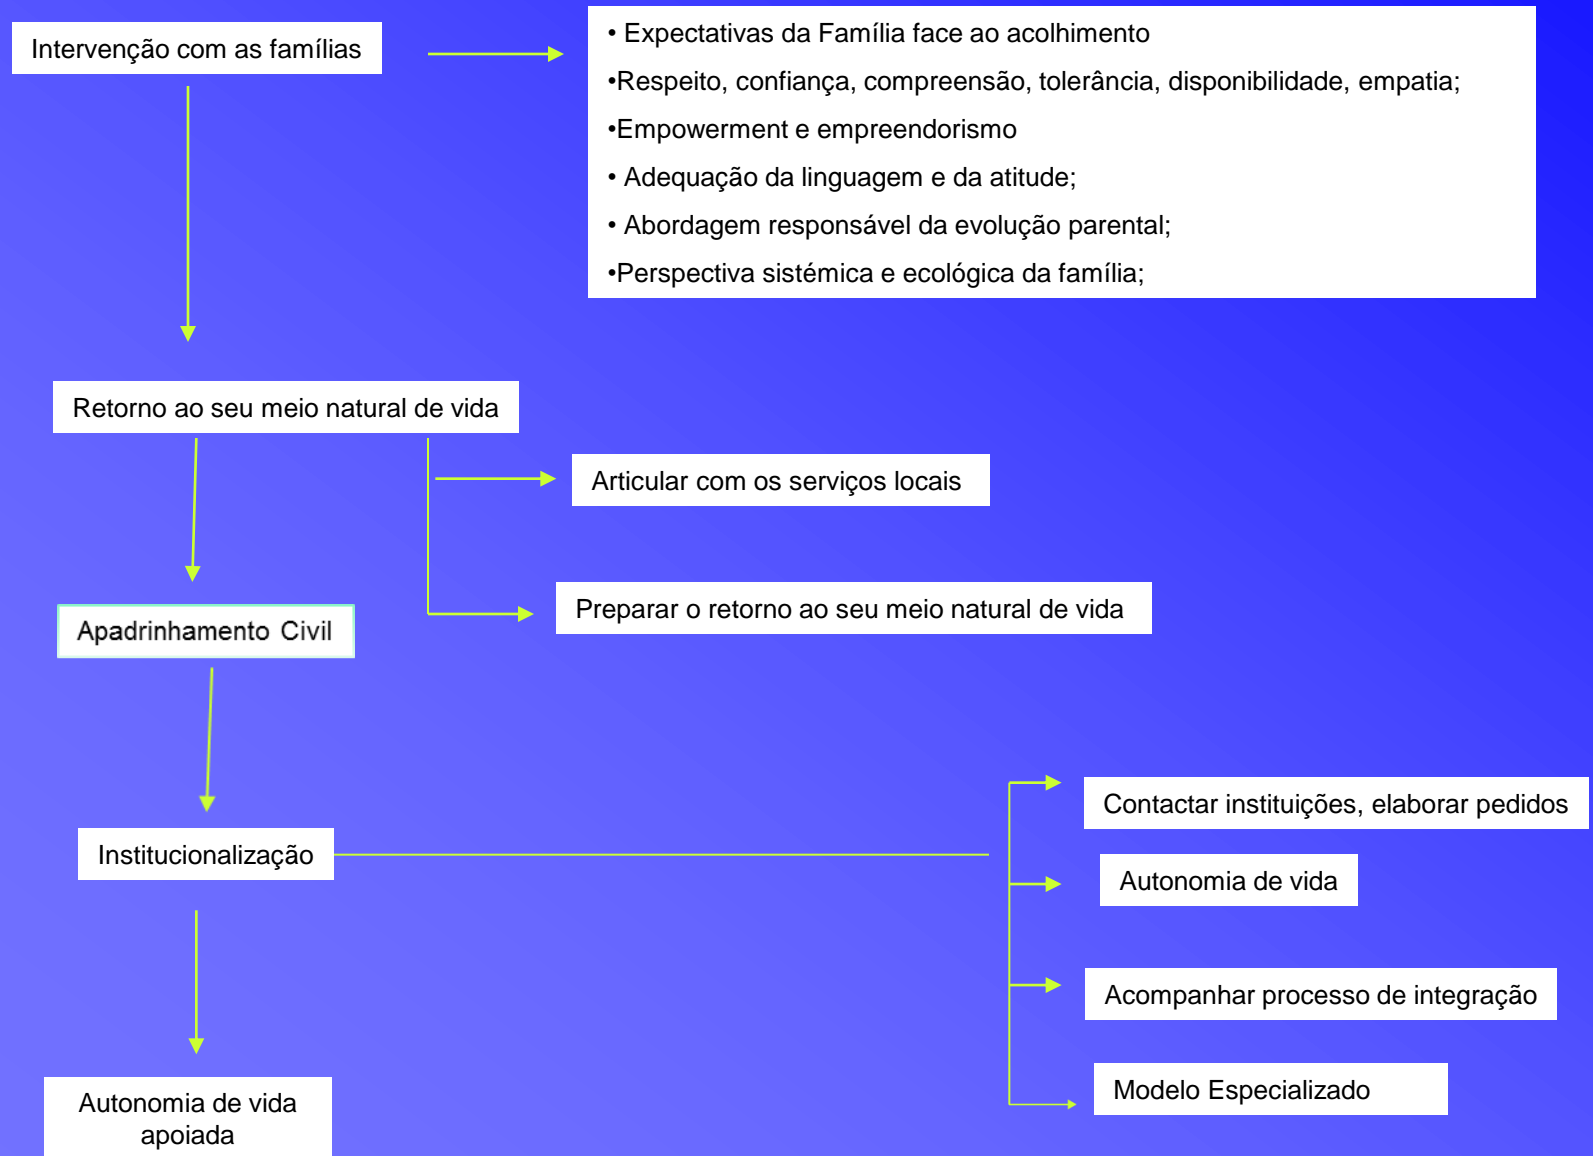 Intervenção com as famílias
• Expectativas da Família face ao acolhimento
•Respeito, confiança, compreensão, tolerância, disponibilidade, empatia;
•Empowerment e empreendorismo
• Adequação da linguagem e da atitude;
• Abordagem responsável da evolução parental;
•Perspectiva sistémica e ecológica da família;
Retorno ao seu meio natural de vida
Articular com os serviços locais
Preparar o retorno ao seu meio natural de vida
Apadrinhamento Civil
Institucionalização
Contactar instituições, elaborar pedidos
Autonomia de vida
Acompanhar processo de integração
Modelo Especializado
Autonomia de vida
apoiada